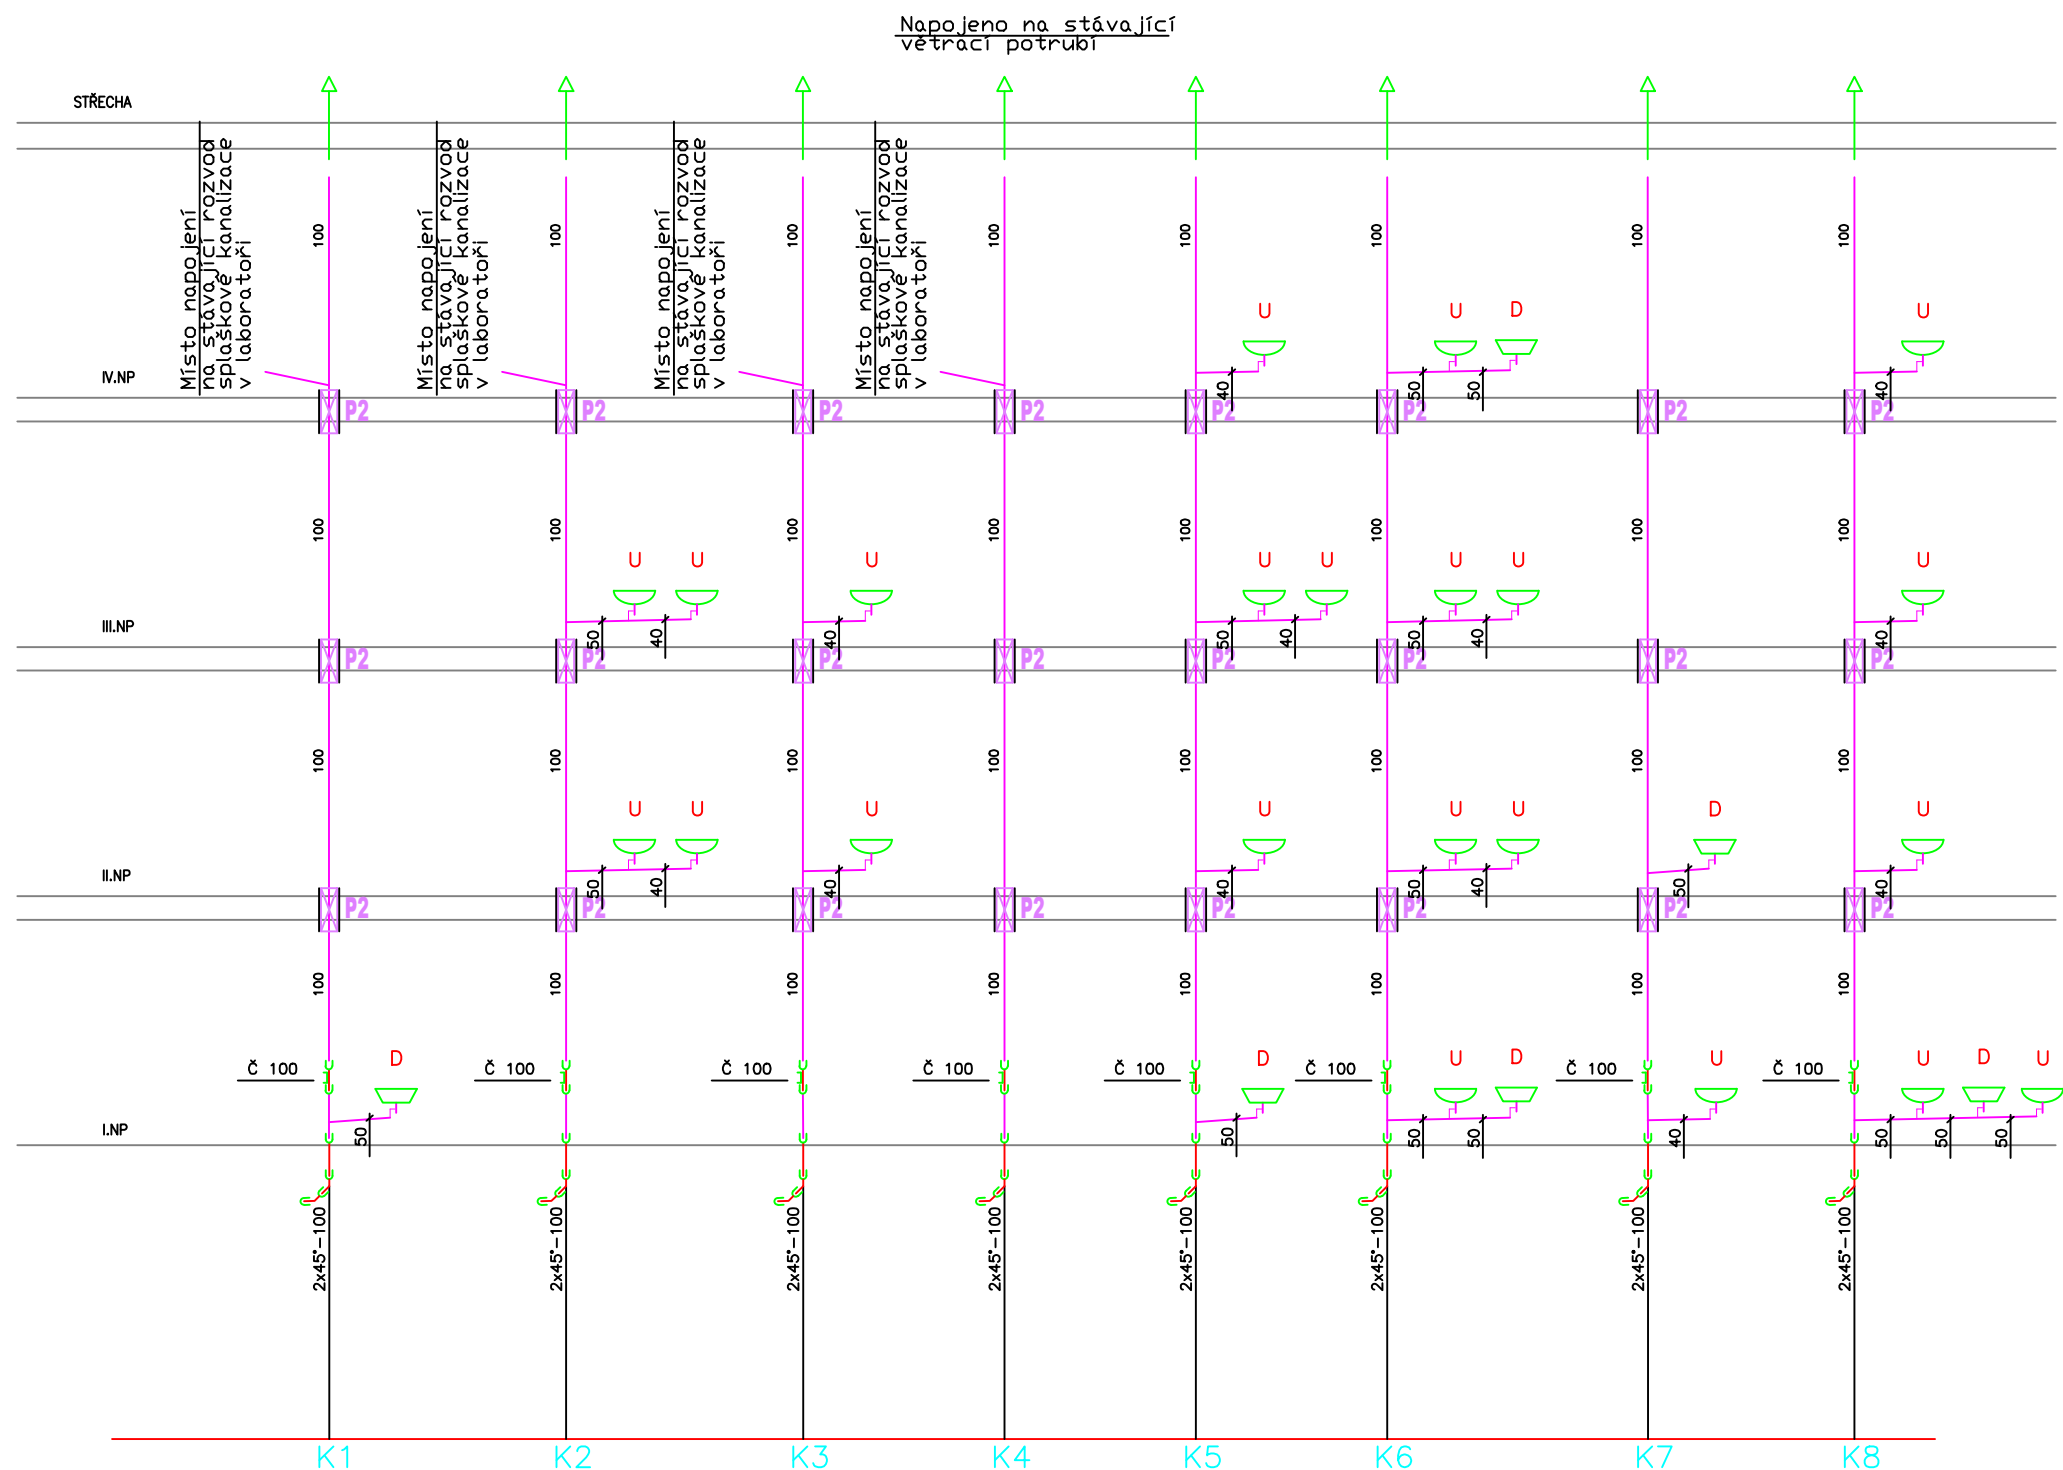 Napojeno na stávající
větrací potrubí
STŘECHA
Místo napojení
na stávající rozvod
splaškové kanalizace
v laboratoři
Místo napojení
na stávající rozvod
splaškové kanalizace
v laboratoři
Místo napojení
na stávající rozvod
splaškové kanalizace
v laboratoři
Místo napojení
na stávající rozvod
splaškové kanalizace
v laboratoři
100 100 100 100 100 100 100 100
U U D U
IV.NP
40 50 50 40
P2 P2 P2 P2 P2 P2 P2 P2
100 100 100 100 100 100 100 100
U U U U U U U U
III.NP
50 40 40 50 40 50 40 40
P2 P2 P2 P2 P2 P2 P2 P2
100 100 100 100 100 100 100 100
U U U U U U D U
II.NP
50 40 40 40 50 40 50 40
P2 P2 P2 P2 P2 P2 P2 P2
100 100 100 100 100 100 100 100
D D U D U U D U
Č 100 Č 100 Č 100 Č 100 Č 100 Č 100 Č 100 Č 100
I.NP
50 50 50 50 40 50 50 50
2x45°-100 2x45°-100 2x45°-100 2x45°-100 2x45°-100 2x45°-100 2x45°-100 2x45°-100
K1 K2 K3 K4 K5 K6 K7 K8